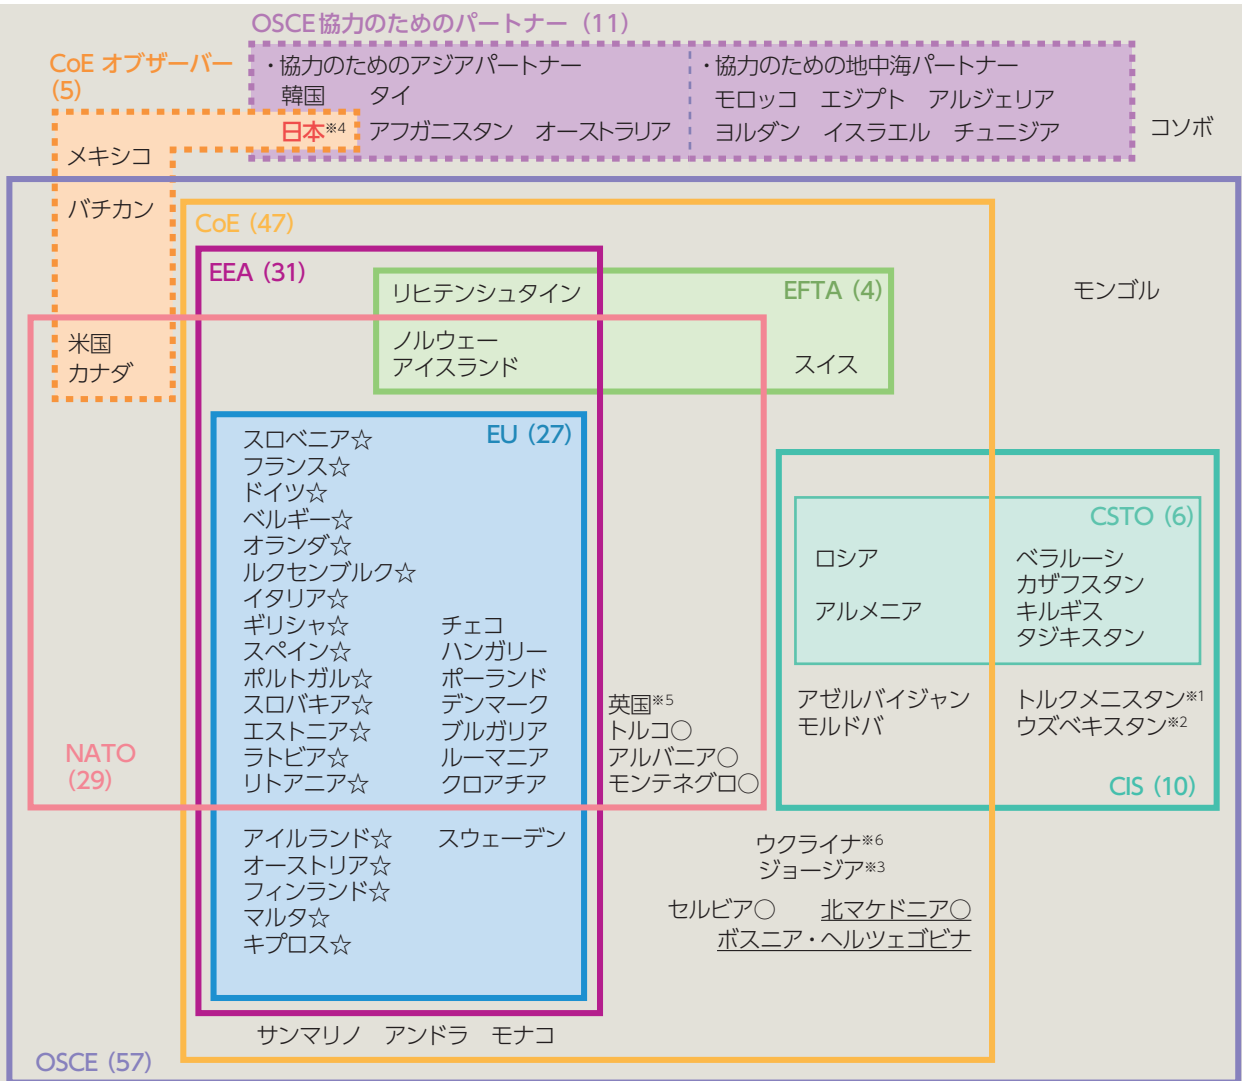 OSCE協力のためのパートナー（11）
CoE オブザーバー
（5）
・協力のためのアジアパートナー
韓国 タイ
日本※4 アフガニスタン オーストラリア
・協力のための地中海パートナー
モロッコ エジプト アルジェリア
ヨルダン イスラエル チュニジア
コソボ
メキシコ
バチカン
米国
カナダ
CoE（47）
EEA（31）
リヒテンシュタイン
EFTA（4）
ノルウェー
アイスランド
スイス
モンゴル
EU（27）
スロベニア☆
フランス☆
ドイツ☆
ベルギー☆
オランダ☆
ルクセンブルク☆
イタリア☆
ギリシャ☆ チェコ
スペイン☆ ハンガリー
ポルトガル☆ ポーランド
スロバキア☆ デンマーク
エストニア☆ ブルガリア
ラトビア☆ ルーマニア
リトアニア☆ クロアチア
英国※5
トルコ○
アルバニア○
モンテネグロ○
NATO
（29）
CSTO（6）
ロシア ベラルーシ
カザフスタン
アルメニア キルギス
タジキスタン
アゼルバイジャン トルクメニスタン※1
モルドバ ウズベキスタン※2
CIS（10）
アイルランド☆ スウェーデン
オーストリア☆
フィンランド☆
マルタ☆
キプロス☆
ウクライナ※6
ジョージア※3
セルビア○ 北マケドニア○
ボスニア・ヘルツェゴビナ
サンマリノ アンドラ モナコ
OSCE（57）